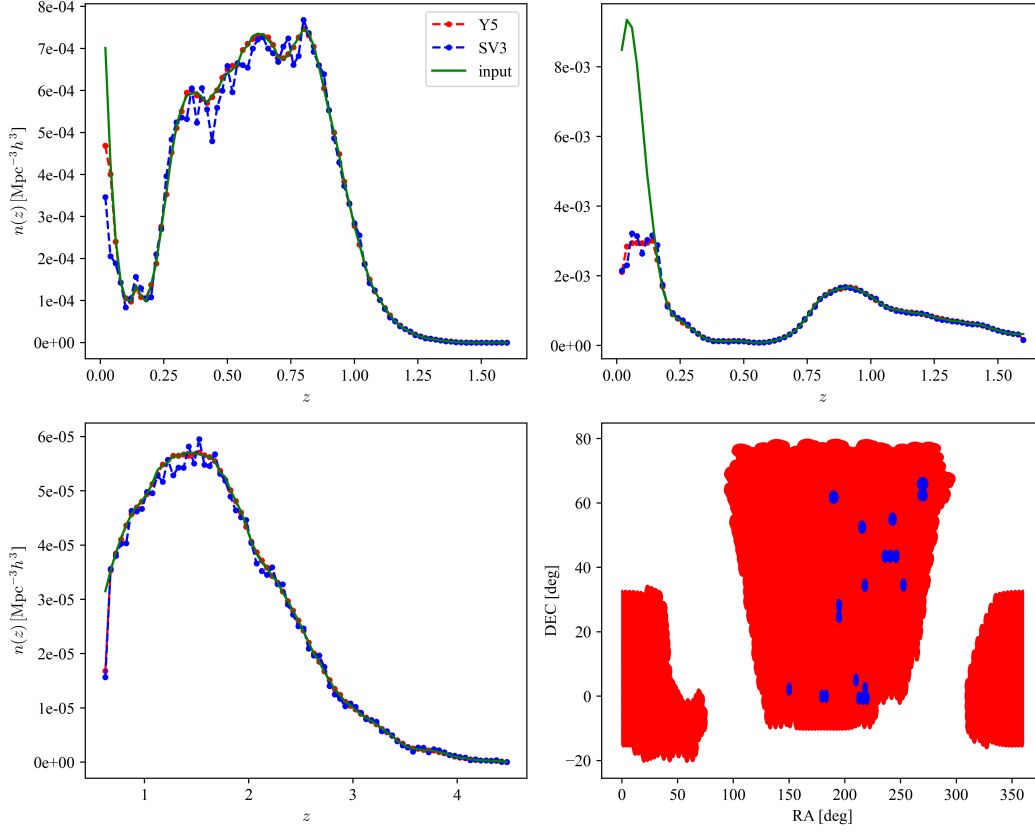 8e-04
7e-04
6e-04
5e-04
4e-04
3e-04
2e-04
1e-04
0e+00
n(z) [Mpc⁻³h³]
Y5
SV3
input
0.00 0.25 0.50 0.75 1.00 1.25 1.50
z
8e-03
6e-03
4e-03
2e-03
0e+00
0.00 0.25 0.50 0.75 1.00 1.25 1.50
z
6e-05
5e-05
4e-05
3e-05
2e-05
1e-05
0e+00
n(z) [Mpc⁻³h³]
1 2 3 4
z
80
60
40
20
0
−20
DEC [deg]
0 50 100 150 200 250 300 350
RA [deg]